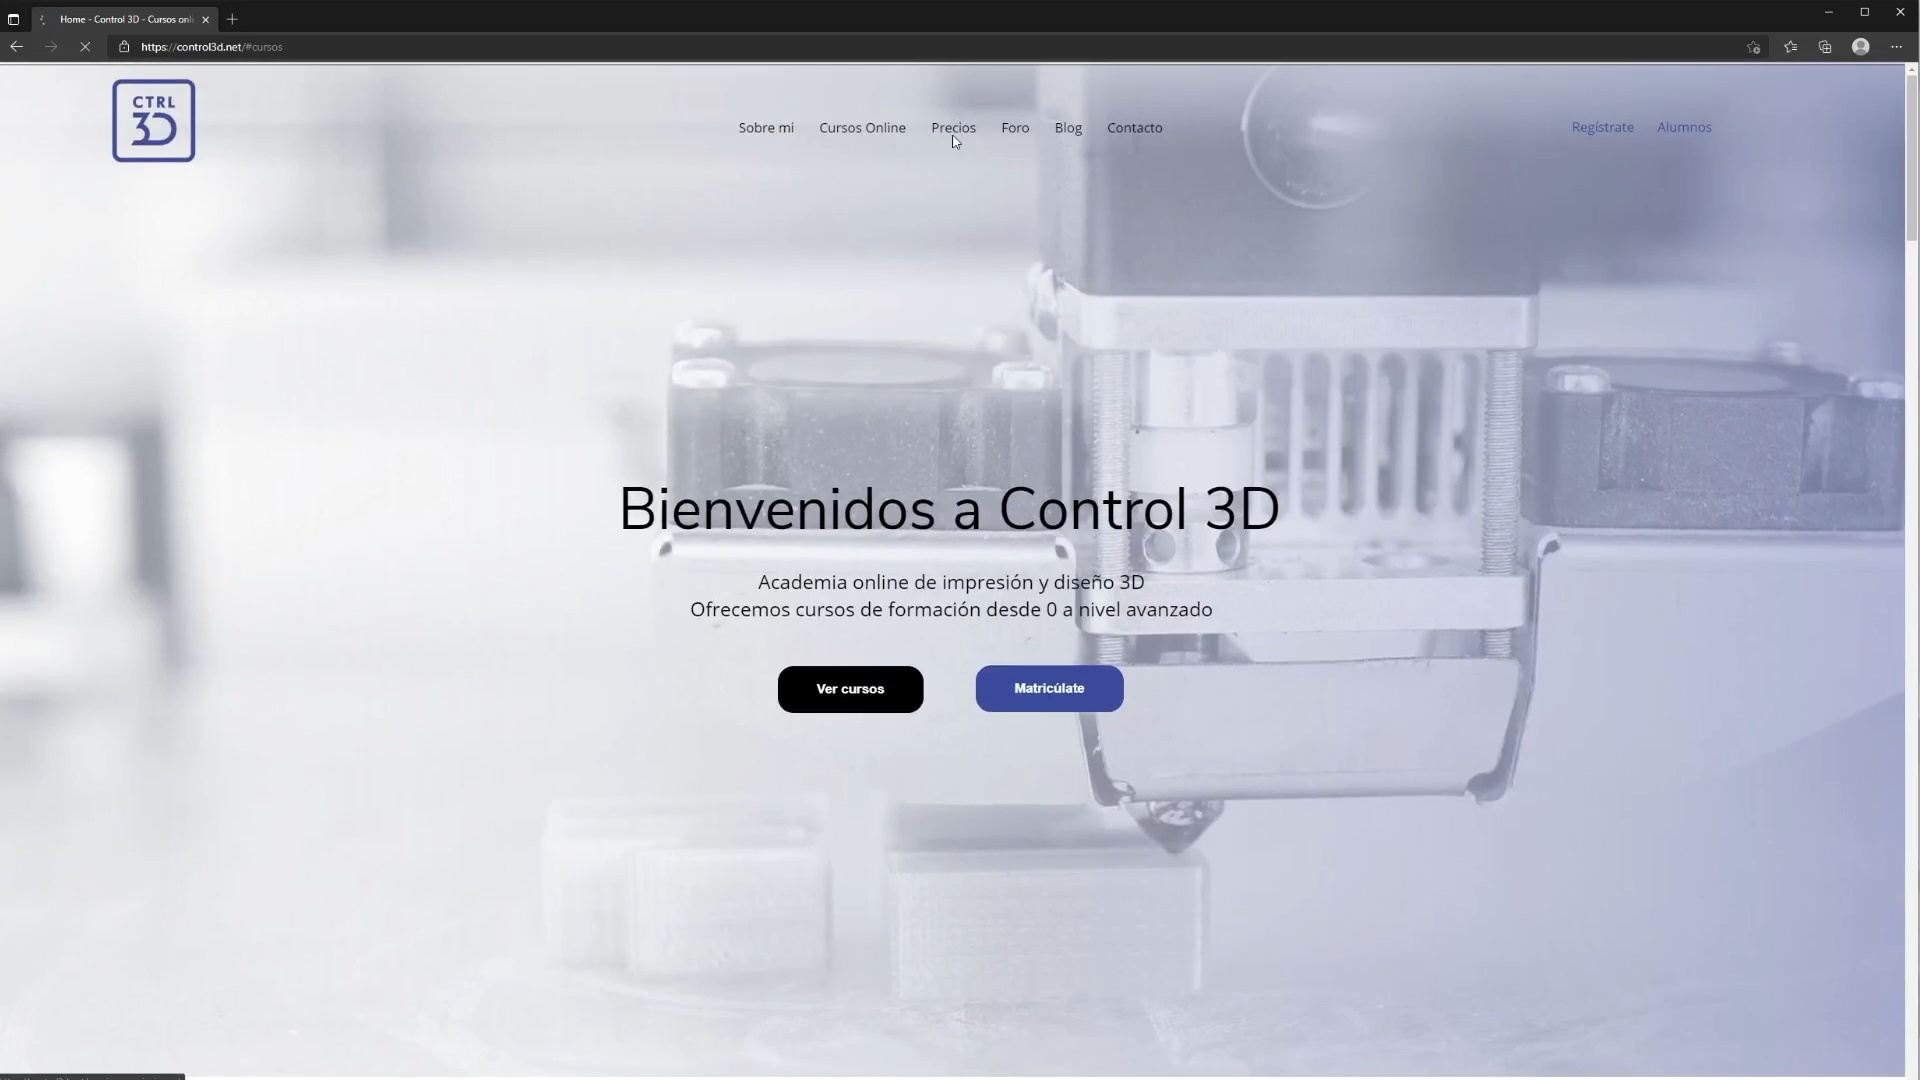 Home - Control 3D - Cursos onli
https://control3d.net/#cursos
CTRL
3D
Sobre mi
Cursos Online
Precios
Foro
Blog
Contacto
Regístrate
Alumnos
Bienvenidos a Control 3D
Academia online de impresión y diseño 3D
Ofrecemos cursos de formación desde 0 a nivel avanzado
Ver cursos
Matricúlate